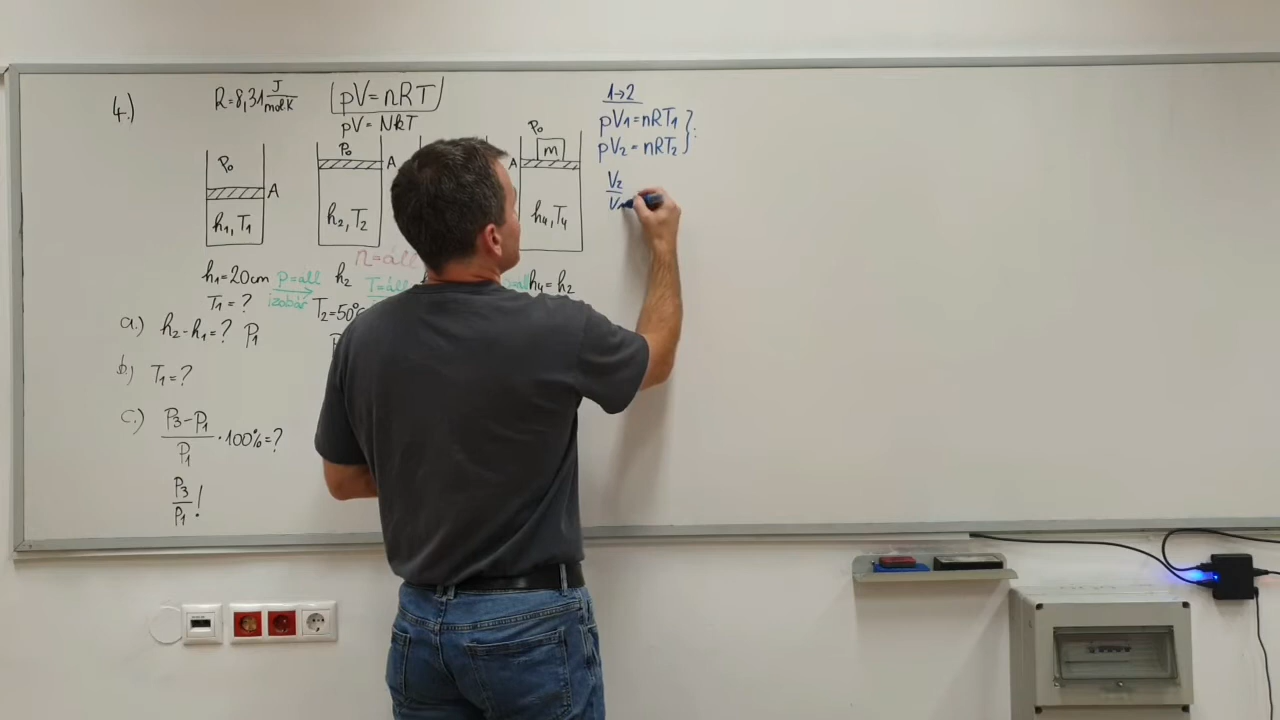 4.)
R=8,31 J/molK
pV=nRT
pV=NkT
P₀
A
h₁,T₁
P₀
A
h₂,T₂
A
P₀
m
h₄,T₄
n=áll
h₁=20cm
p=áll
izobár
h₂
T=áll
h₄=h₂
T₁=?
T₂=50°C
a.) h₂-h₁=? P₁
b.) T₁=?
c.) (P₃-P₁)/P₁ · 100%=?
P₃/P₁ !
1→2
pV₁=nRT₁
pV₂=nRT₂ } :
V₂/V₁